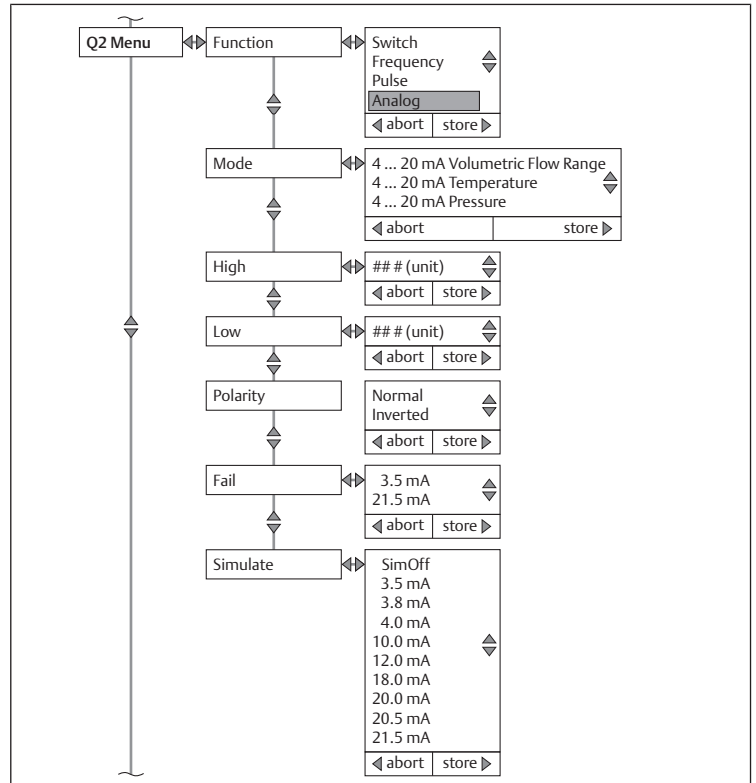 Q2 Menu
Function
Switch
Frequency
Pulse
Analog
abort store
Mode
4 ... 20 mA Volumetric Flow Range
4 ... 20 mA Temperature
4 ... 20 mA Pressure
abort store
High
## # (unit)
abort store
Low
## # (unit)
abort store
Polarity
Normal
Inverted
abort store
Fail
3.5 mA
21.5 mA
abort store
Simulate
SimOff
3.5 mA
3.8 mA
4.0 mA
10.0 mA
12.0 mA
18.0 mA
20.0 mA
20.5 mA
21.5 mA
abort store